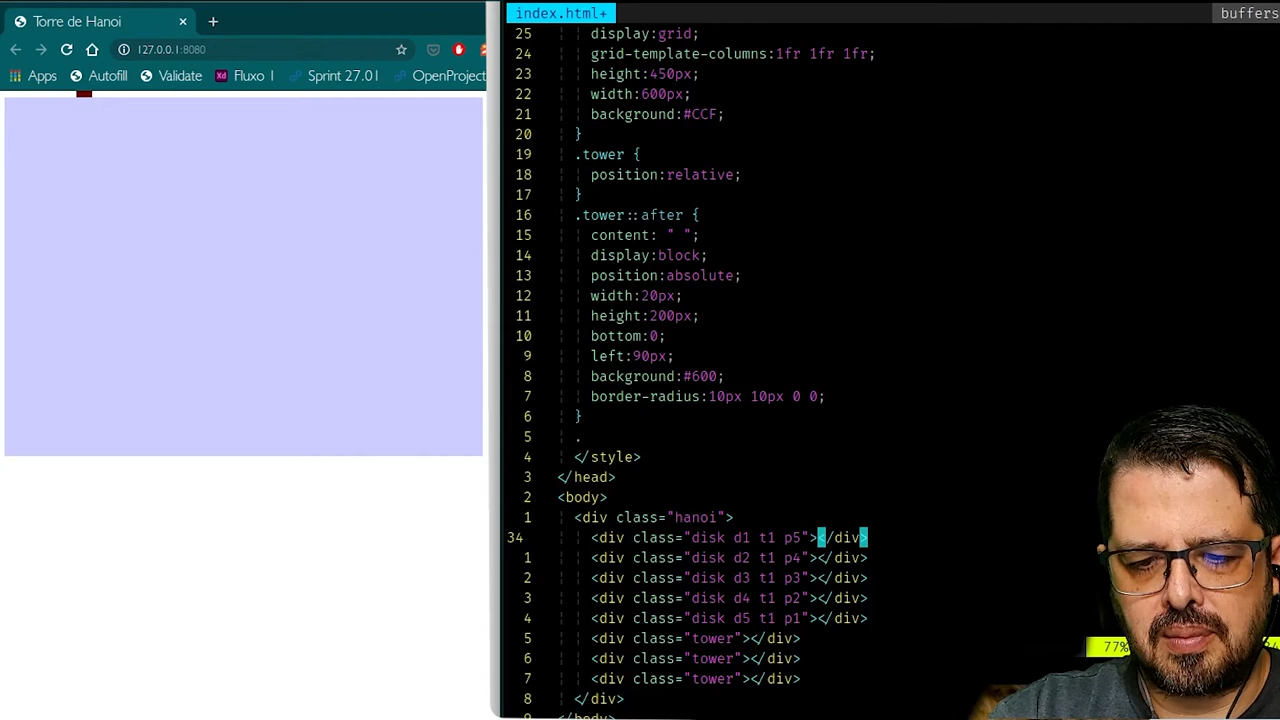 Torre de Hanoi
127.0.0.1:8080
Apps Autofill Validate Xd Fluxo I Sprint 27.01 OpenProject
index.html+ buffers
25 display:grid;
24 grid-template-columns:1fr 1fr 1fr;
23 height:450px;
22 width:600px;
21 background:#CCF;
20 }
19 .tower {
18 position:relative;
17 }
16 .tower::after {
15 content: " ";
14 display:block;
13 position:absolute;
12 width:20px;
11 height:200px;
10 bottom:0;
9 left:90px;
8 background:#600;
7 border-radius:10px 10px 0 0;
6 }
5 .
4 </style>
3 </head>
2 <body>
1 <div class="hanoi">
34 <div class="disk d1 t1 p5"></div>
1 <div class="disk d2 t1 p4"></div>
2 <div class="disk d3 t1 p3"></div>
3 <div class="disk d4 t1 p2"></div>
4 <div class="disk d5 t1 p1"></div>
5 <div class="tower"></div>
6 <div class="tower"></div>
7 <div class="tower"></div>
8 </div>
9 </body>
77%